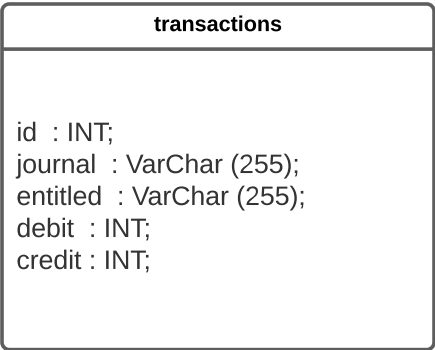 transactions
id : INT;
journal : VarChar (255);
entitled : VarChar (255);
debit : INT;
credit : INT;